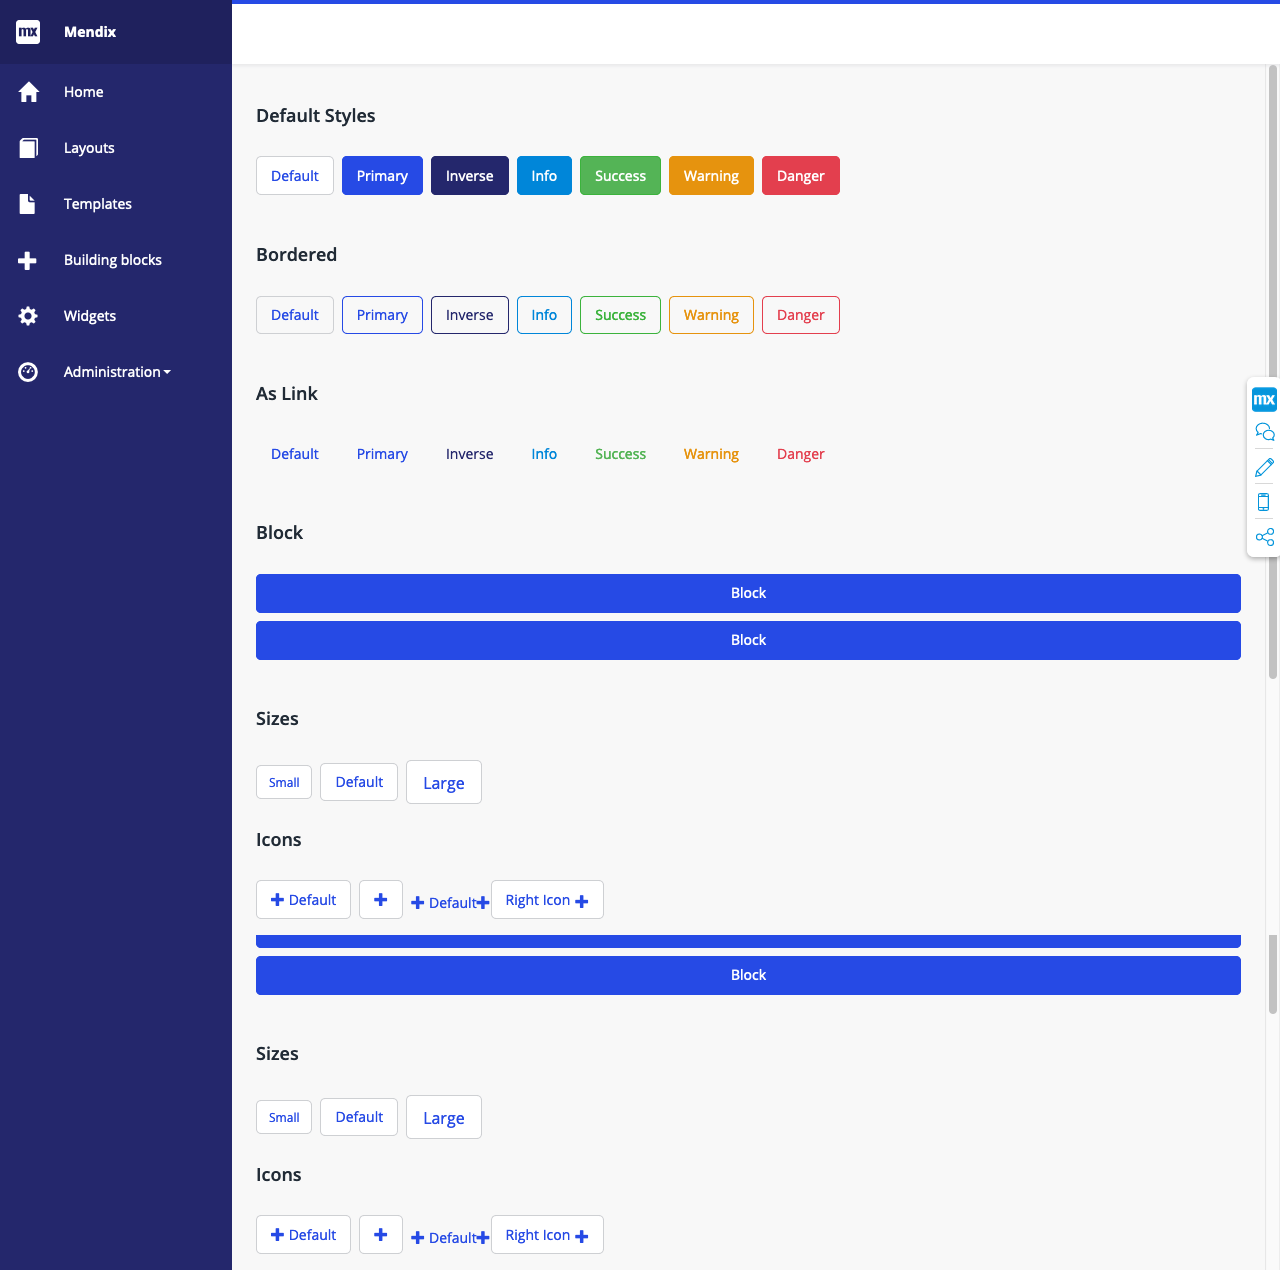 mx Mendix
Home
Layouts
Templates
Building blocks
Widgets
Administration
Default Styles
Default Primary Inverse Info Success Warning Danger
Bordered
Default Primary Inverse Info Success Warning Danger
As Link
Default Primary Inverse Info Success Warning Danger
mx
Block
Block
Block
Sizes
Small Default Large
Icons
Default Default Right Icon
Block
Sizes
Small Default Large
Icons
Default Default Right Icon